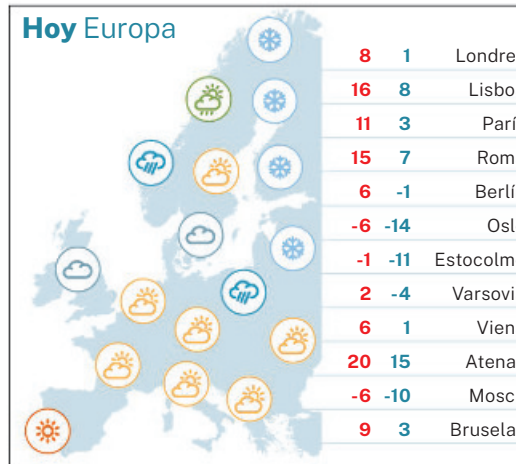 Hoy Europa
8 1 Londre
16 8 Lisbo
11 3 Parí
15 7 Rom
6 -1 Berlí
-6 -14 Osl
-1 -11 Estocolm
2 -4 Varsovi
6 1 Vien
20 15 Atena
-6 -10 Mosc
9 3 Brusela